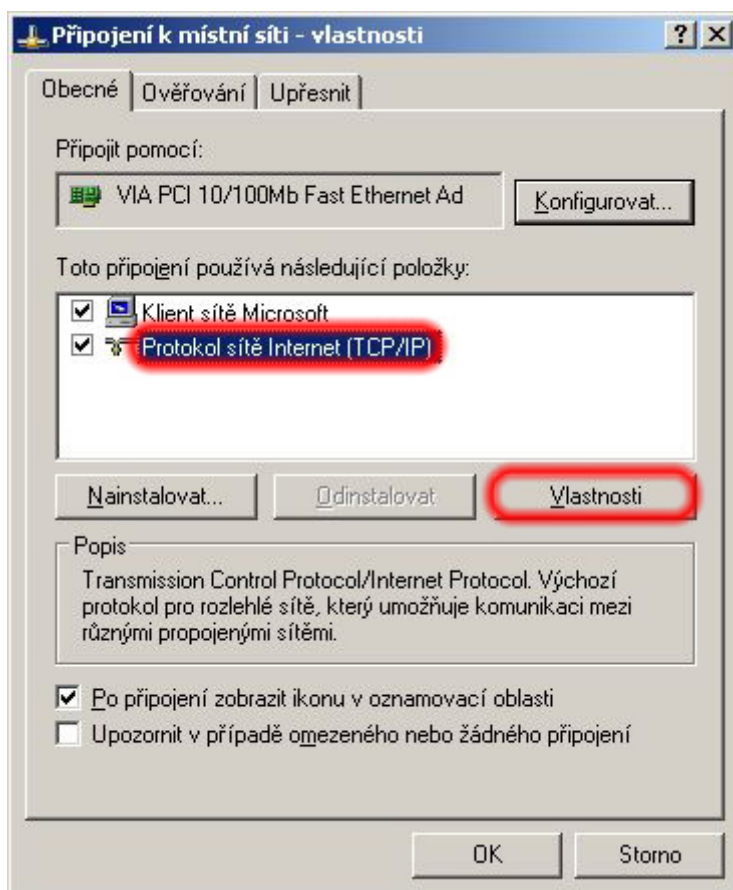 Připojení k místní síti - vlastnosti
Obecné Ověřování Upřesnit
Připojit pomocí:
VIA PCI 10/100Mb Fast Ethernet Ad Konfigurovat...
Toto připojení používá následující položky:
Klient sítě Microsoft
Protokol sítě Internet (TCP/IP)
Nainstalovat... Odinstalovat Vlastnosti
Popis
Transmission Control Protocol/Internet Protocol. Výchozí
protokol pro rozlehlé sítě, který umožňuje komunikaci mezi
různými propojenými sítěmi.
Po připojení zobrazit ikonu v oznamovací oblasti
Upozornit v případě omezeného nebo žádného připojení
OK Storno